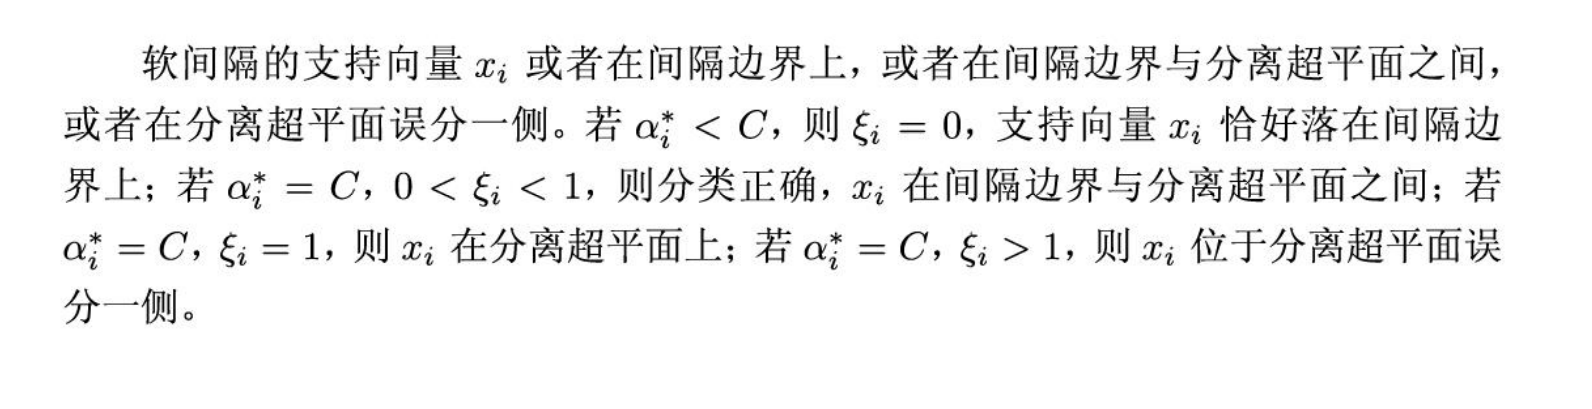 软间隔的支持向量 $x_i$ 或者在间隔边界上，或者在间隔边界与分离超平面之间，
或者在分离超平面误分一侧。若 $\alpha_i^* < C$，则 $\xi_i = 0$，支持向量 $x_i$ 恰好落在间隔边
界上；若 $\alpha_i^* = C$，$0 < \xi_i < 1$，则分类正确，$x_i$ 在间隔边界与分离超平面之间；若
$\alpha_i^* = C$，$\xi_i = 1$，则 $x_i$ 在分离超平面上；若 $\alpha_i^* = C$，$\xi_i > 1$，则 $x_i$ 位于分离超平面误
分一侧。